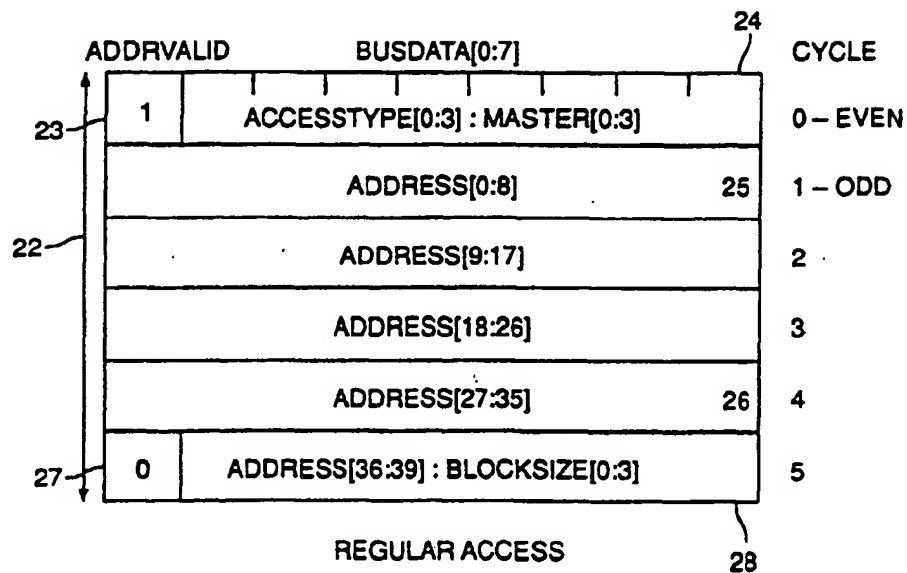 24
ADDRVALID BUSDATA[0:7] CYCLE
23 1 ACCESSTYPE[0:3] : MASTER[0:3] 0 – EVEN
ADDRESS[0:8] 25 1 – ODD
22 ADDRESS[9:17] 2
ADDRESS[18:26] 3
ADDRESS[27:35] 26 4
27 0 ADDRESS[36:39] : BLOCKSIZE[0:3] 5
REGULAR ACCESS 28